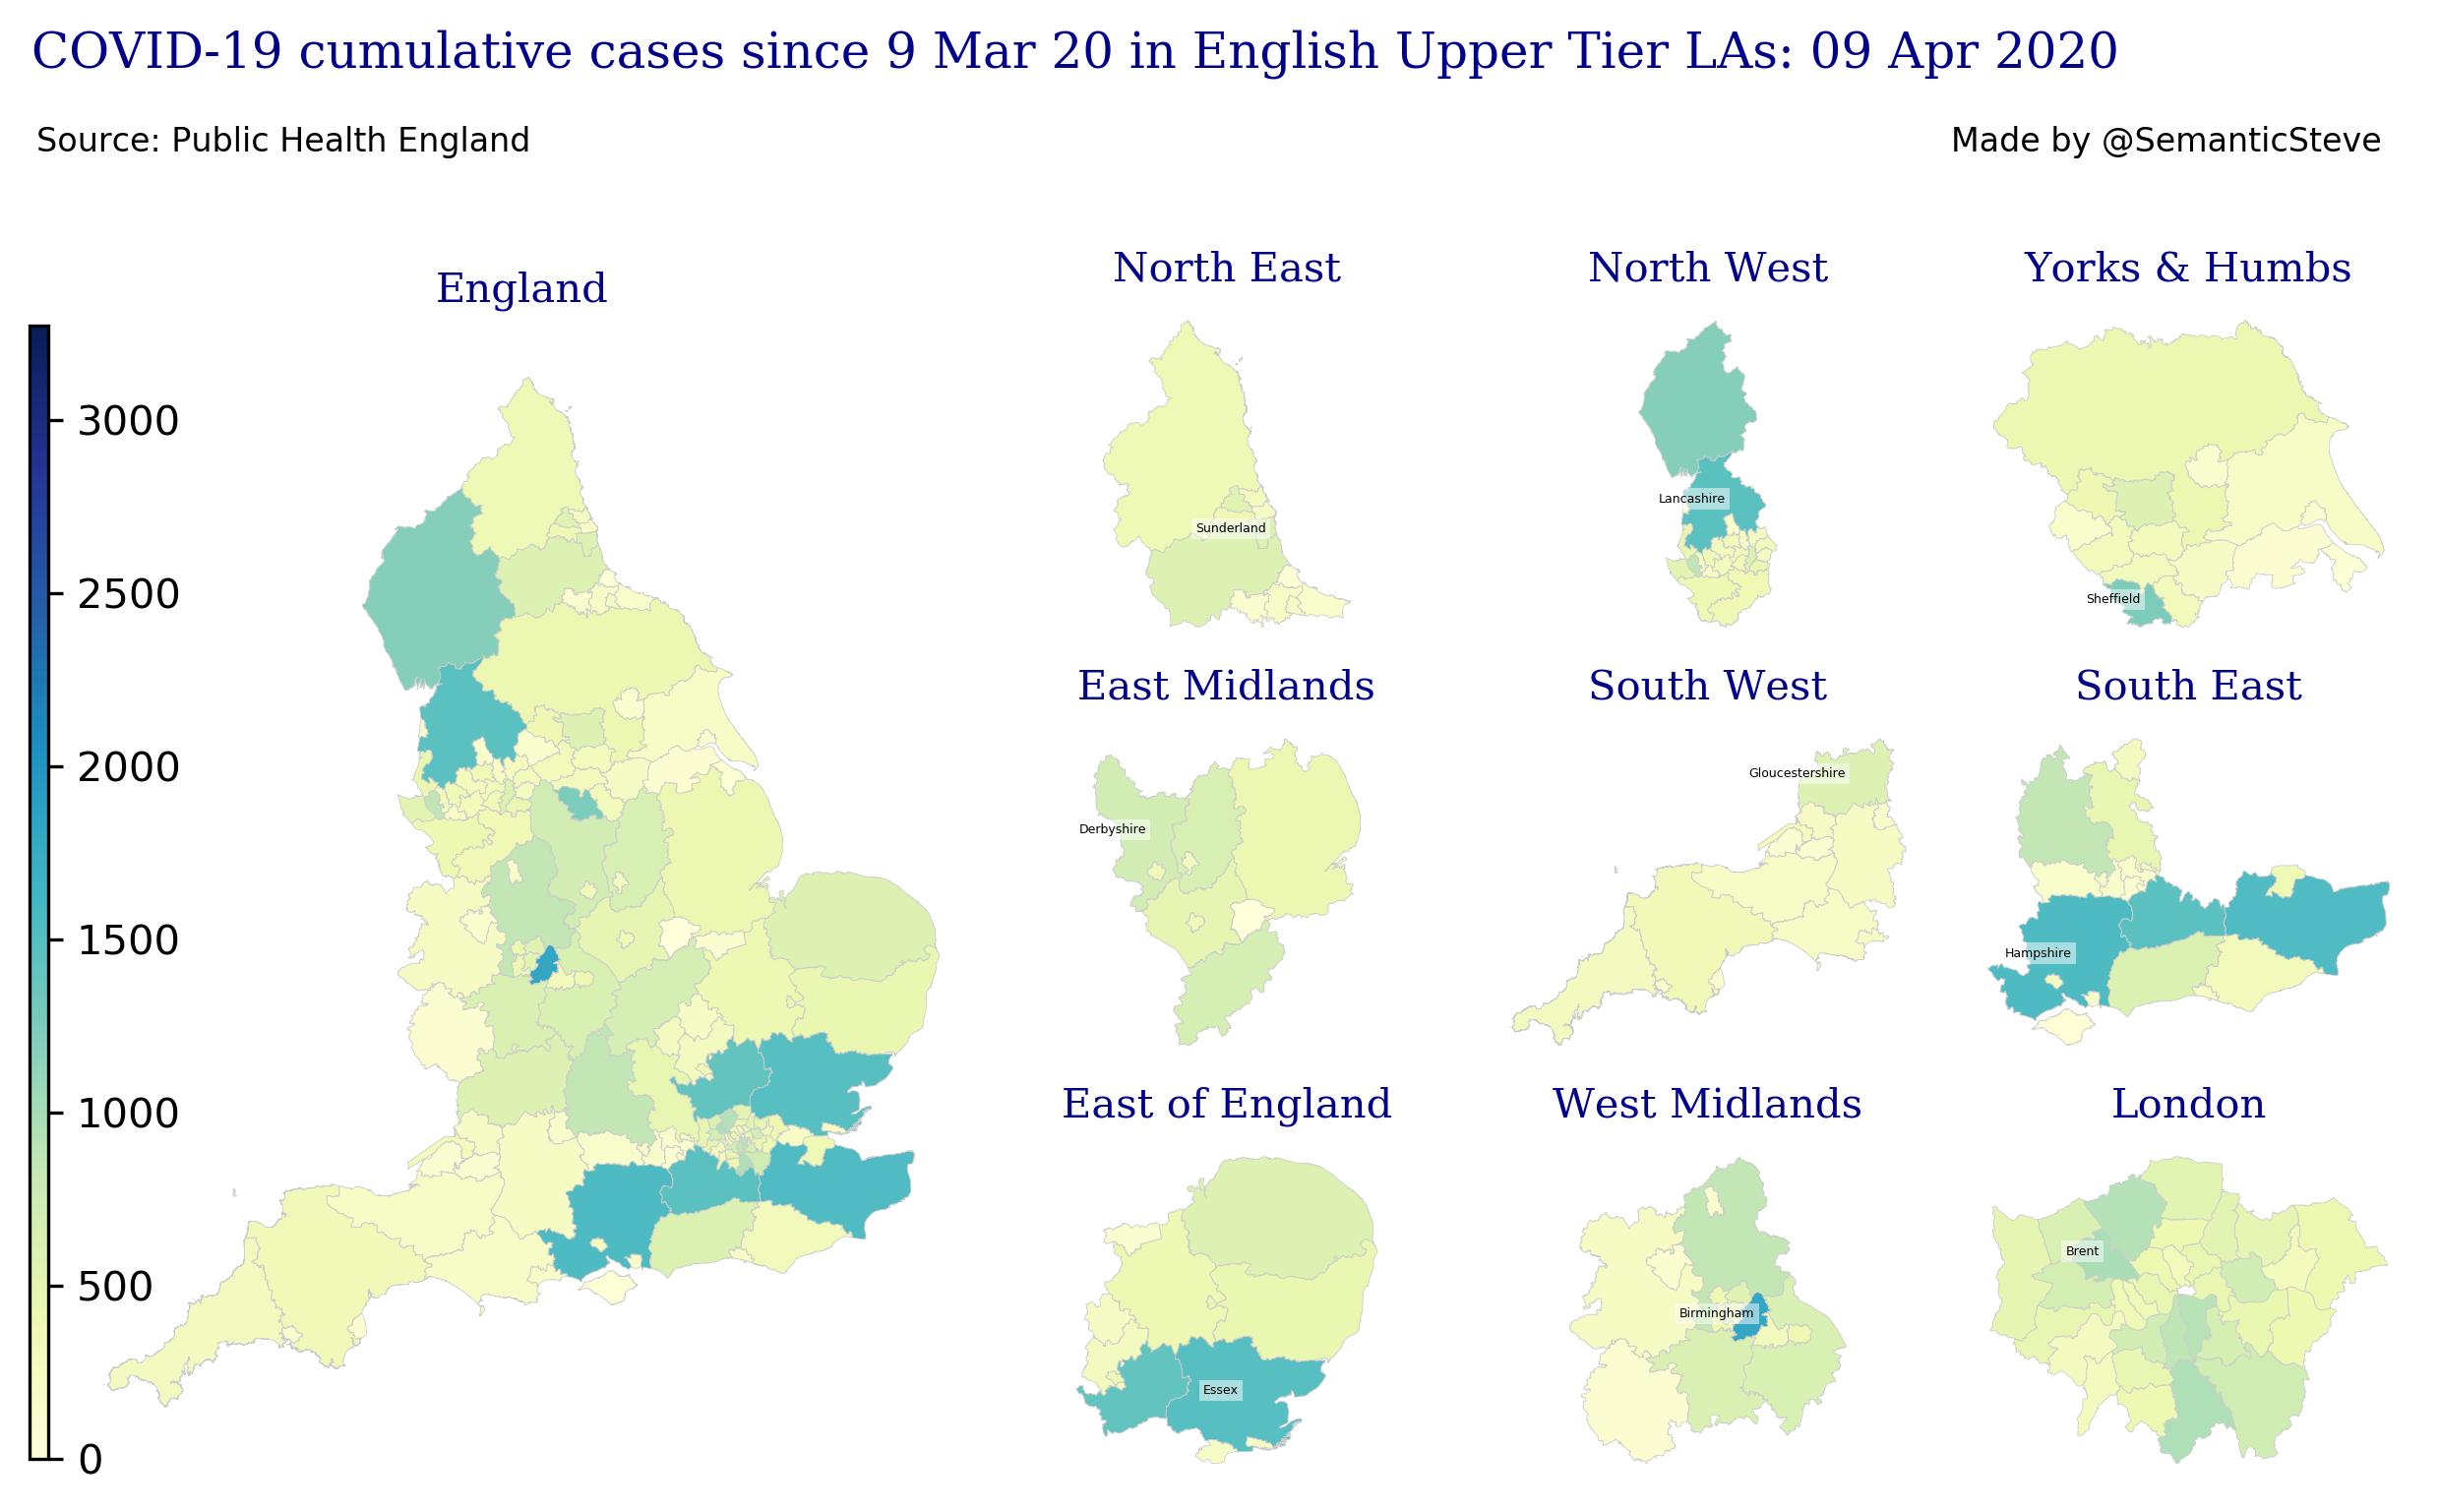 COVID-19 cumulative cases since 9 Mar 20 in English Upper Tier LAs: 09 Apr 2020
Source: Public Health England
Made by @SemanticSteve
England
3000
2500
2000
1500
1000
500
0
North East
Sunderland
North West
Lancashire
Yorks & Humbs
Sheffield
East Midlands
Derbyshire
South West
Gloucestershire
South East
Hampshire
East of England
Essex
West Midlands
Birmingham
London
Brent